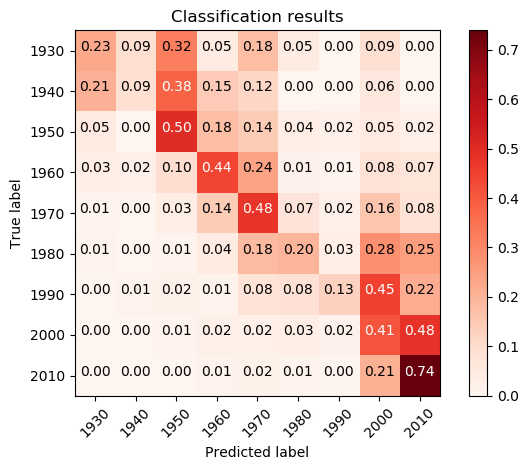 Classification results
1930 0.23 0.09 0.32 0.05 0.18 0.05 0.00 0.09 0.00
1940 0.21 0.09 0.38 0.15 0.12 0.00 0.00 0.06 0.00
1950 0.05 0.00 0.50 0.18 0.14 0.04 0.02 0.05 0.02
1960 0.03 0.02 0.10 0.44 0.24 0.01 0.01 0.08 0.07
1970 0.01 0.00 0.03 0.14 0.48 0.07 0.02 0.16 0.08
1980 0.01 0.00 0.01 0.04 0.18 0.20 0.03 0.28 0.25
1990 0.00 0.01 0.02 0.01 0.08 0.08 0.13 0.45 0.22
2000 0.00 0.00 0.01 0.02 0.02 0.03 0.02 0.41 0.48
2010 0.00 0.00 0.00 0.01 0.02 0.01 0.00 0.21 0.74
1930 1940 1950 1960 1970 1980 1990 2000 2010
Predicted label
True label
0.7
0.6
0.5
0.4
0.3
0.2
0.1
0.0